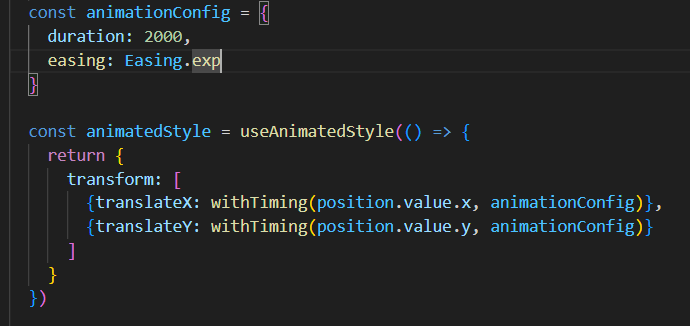 const animationConfig = {
  duration: 2000,
  easing: Easing.exp
}
const animatedStyle = useAnimatedStyle(() => {
  return {
    transform: [
      {translateX: withTiming(position.value.x, animationConfig)},
      {translateY: withTiming(position.value.y, animationConfig)}
    ]
  }
})